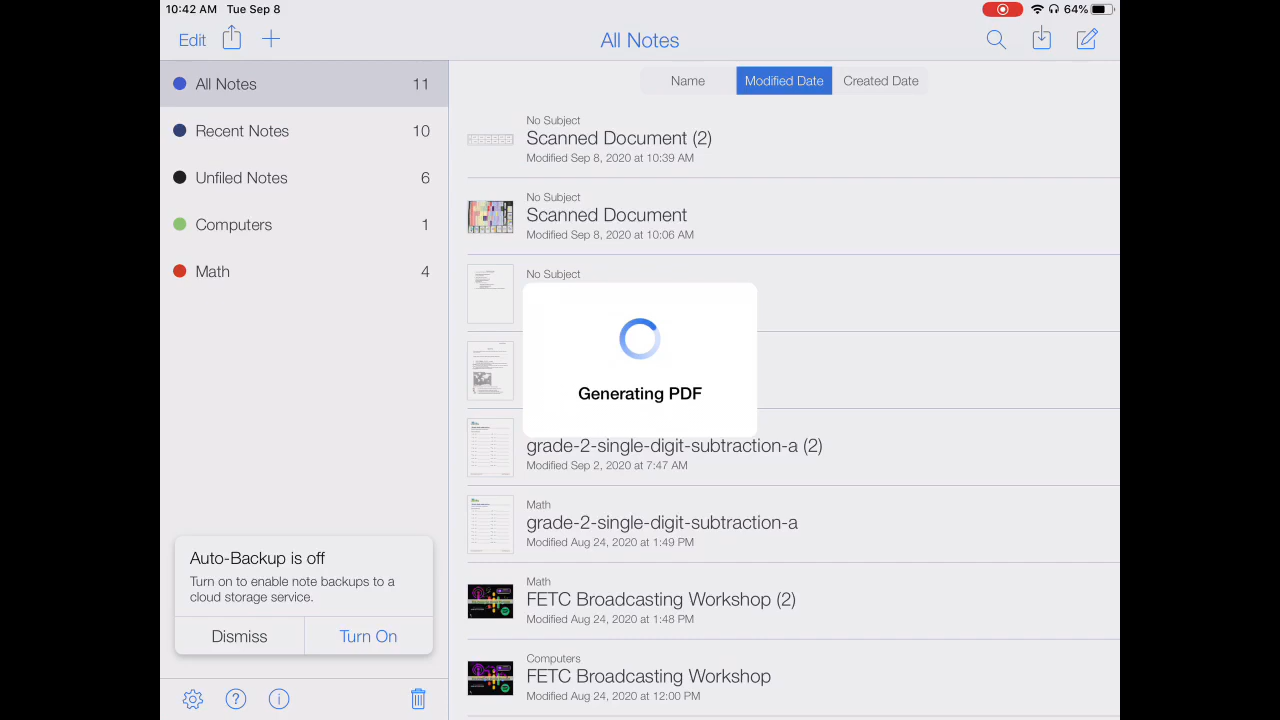 10:42 AM Tue Sep 8
64%
Edit
All Notes
All Notes 11
Recent Notes 10
Unfiled Notes 6
Computers 1
Math 4
Name Modified Date Created Date
No Subject
Scanned Document (2)
Modified Sep 8, 2020 at 10:39 AM
No Subject
Scanned Document
Modified Sep 8, 2020 at 10:06 AM
No Subject
Generating PDF
grade-2-single-digit-subtraction-a (2)
Modified Sep 2, 2020 at 7:47 AM
Math
grade-2-single-digit-subtraction-a
Modified Aug 24, 2020 at 1:49 PM
Math
FETC Broadcasting Workshop (2)
Modified Aug 24, 2020 at 1:48 PM
Computers
FETC Broadcasting Workshop
Modified Aug 24, 2020 at 12:00 PM
Auto-Backup is off
Turn on to enable note backups to a
cloud storage service.
Dismiss Turn On